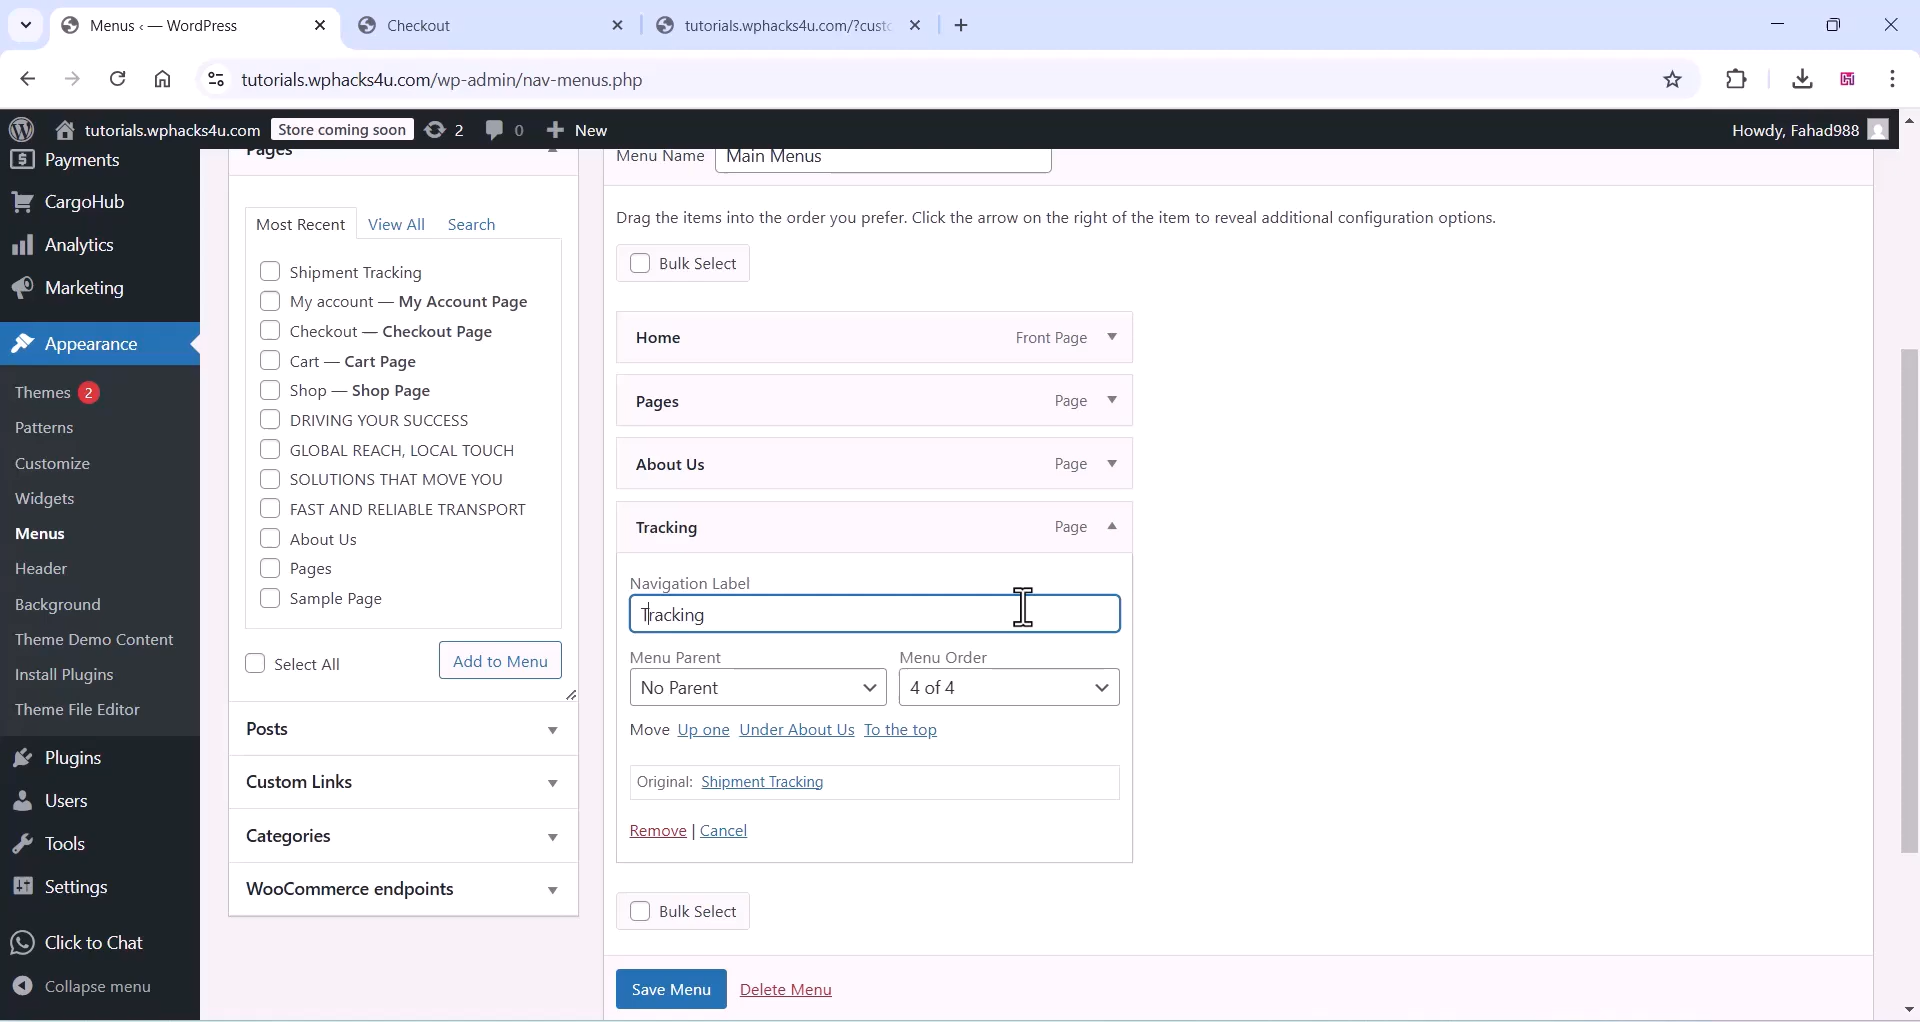 Menus ‹ — WordPress
Checkout
tutorials.wphacks4u.com/?custo
tutorials.wphacks4u.com/wp-admin/nav-menus.php
tutorials.wphacks4u.com
Store coming soon
2
0
New
Howdy, Fahad988
Payments
CargoHub
Analytics
Marketing
Appearance
Themes 2
Patterns
Customize
Widgets
Menus
Header
Background
Theme Demo Content
Install Plugins
Theme File Editor
Plugins
Users
Tools
Settings
Click to Chat
Collapse menu
Pages
Most Recent View All Search
Shipment Tracking
My account — My Account Page
Checkout — Checkout Page
Cart — Cart Page
Shop — Shop Page
DRIVING YOUR SUCCESS
GLOBAL REACH, LOCAL TOUCH
SOLUTIONS THAT MOVE YOU
FAST AND RELIABLE TRANSPORT
About Us
Pages
Sample Page
Select All
Add to Menu
Posts
Custom Links
Categories
WooCommerce endpoints
Menu Name Main Menus
Drag the items into the order you prefer. Click the arrow on the right of the item to reveal additional configuration options.
Bulk Select
Home Front Page
Pages Page
About Us Page
Tracking Page
Navigation Label
Tracking
Menu Parent Menu Order
No Parent 4 of 4
Move Up one Under About Us To the top
Original: Shipment Tracking
Remove | Cancel
Bulk Select
Save Menu Delete Menu